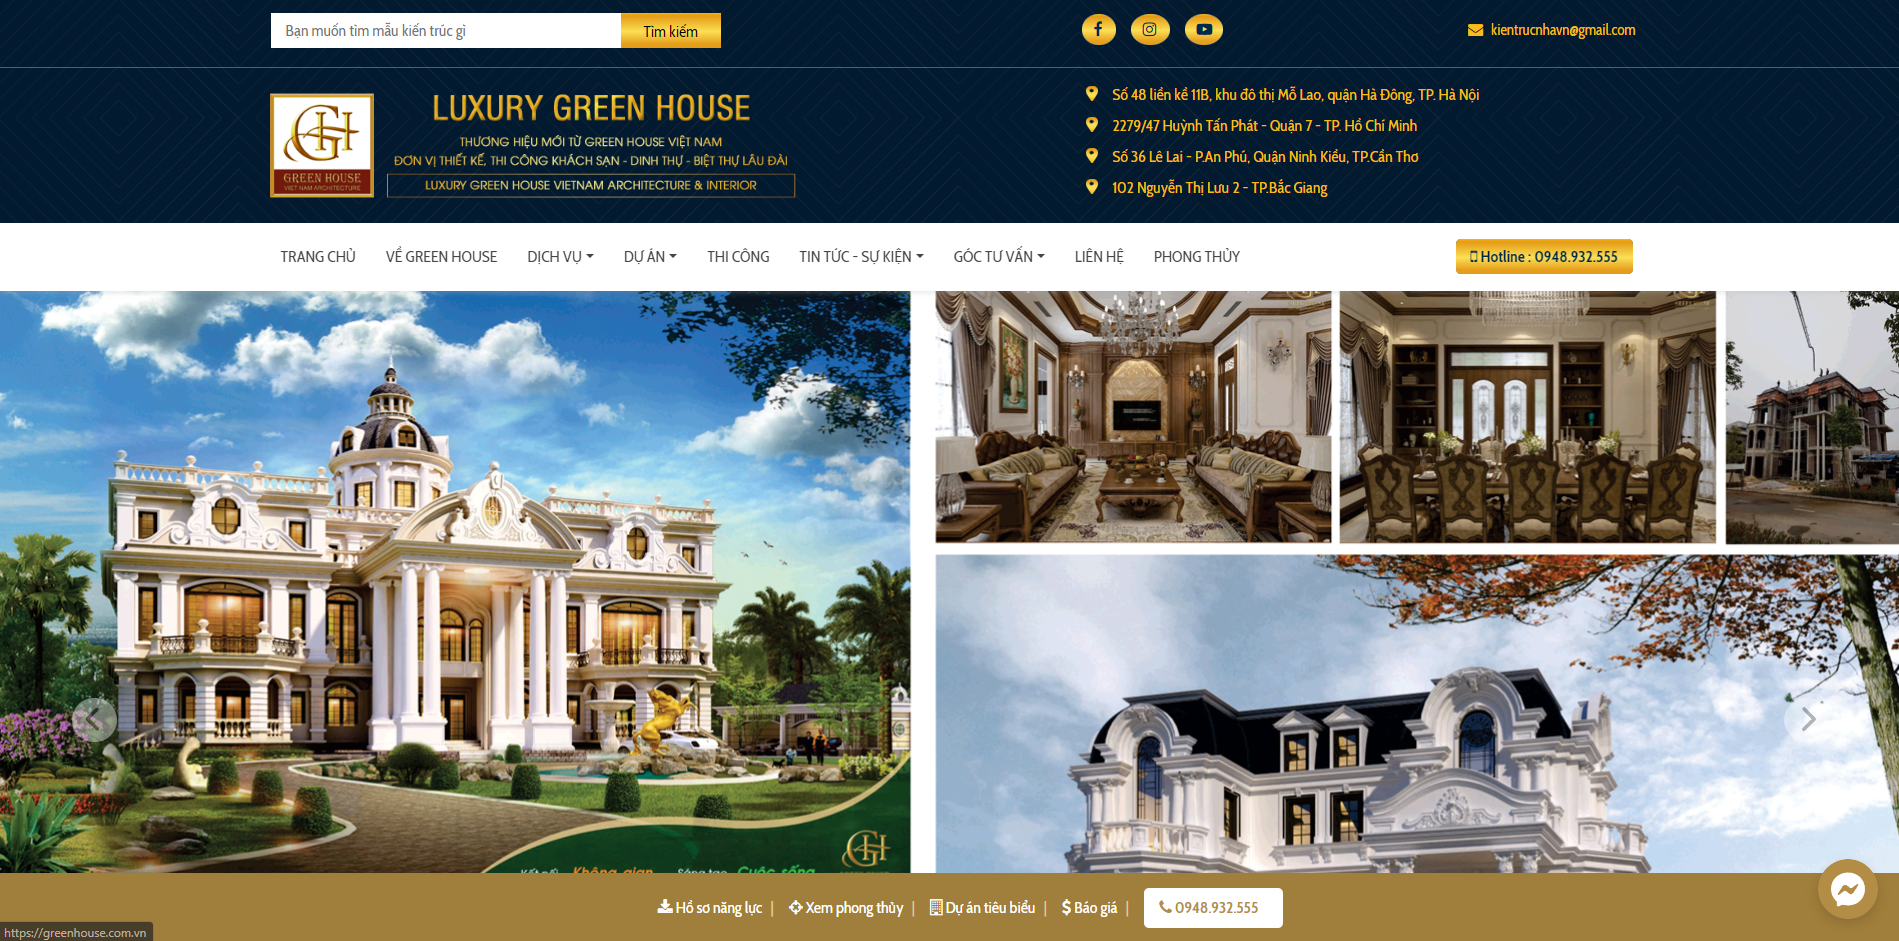 Bạn muốn tìm mẫu kiến trúc gì
Tìm kiếm
kientrucnhavn@gmail.com
GH
GREEN HOUSE
VIET NAM ARCHITECTURE
LUXURY GREEN HOUSE
THƯƠNG HIỆU MỚI TỪ GREEN HOUSE VIỆT NAM
ĐƠN VỊ THIẾT KẾ, THI CÔNG KHÁCH SẠN - DINH THỰ - BIỆT THỰ LÂU ĐÀI
LUXURY GREEN HOUSE VIETNAM ARCHITECTURE & INTERIOR
Số 48 liền kề 11B, khu đô thị Mỗ Lao, quận Hà Đông, TP. Hà Nội
2279/47 Huỳnh Tấn Phát - Quận 7 - TP. Hồ Chí Minh
Số 36 Lê Lai - P.An Phú, Quận Ninh Kiều, TP.Cần Thơ
102 Nguyễn Thị Lưu 2 - TP.Bắc Giang
TRANG CHỦ
VỀ GREEN HOUSE
DỊCH VỤ
DỰ ÁN
THI CÔNG
TIN TỨC - SỰ KIỆN
GÓC TƯ VẤN
LIÊN HỆ
PHONG THỦY
Hotline : 0948.932.555
GH
Kết nối Không gian Sáng tạo Cuộc sống
Hồ sơ năng lực |
Xem phong thủy |
Dự án tiêu biểu |
Báo giá |
0948.932.555
https://greenhouse.com.vn